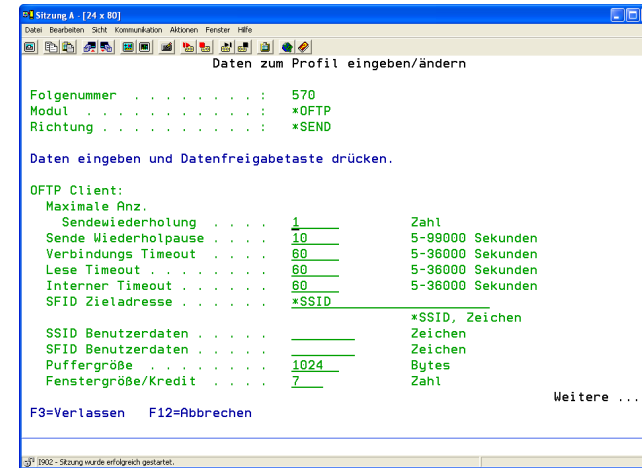 Sitzung A - [24 x 80]
Datei Bearbeiten Sicht Kommunikation Aktionen Fenster Hilfe
Daten zum Profil eingeben/ändern
Folgenummer . . . . . . . . : 570
Modul . . . . . . . . . . . : *OFTP
Richtung . . . . . . . . . . : *SEND
Daten eingeben und Datenfreigabetaste drücken.
OFTP Client:
Maximale Anz.
Sendewiederholung . . . . 1 Zahl
Sende Wiederholpause . . . . 10 5-99000 Sekunden
Verbindungs Timeout . . . . 60 5-36000 Sekunden
Lese Timeout . . . . . . . . 60 5-36000 Sekunden
Interner Timeout . . . . . . 60 5-36000 Sekunden
SFID Zieladresse . . . . . . *SSID
*SSID, Zeichen
SSID Benutzerdaten . . . . . Zeichen
SFID Benutzerdaten . . . . . Zeichen
Puffergröße . . . . . . . . 1024 Bytes
Fenstergröße/Kredit . . . . 7 Zahl
Weitere ...
F3=Verlassen F12=Abbrechen
I902 - Sitzung wurde erfolgreich gestartet.